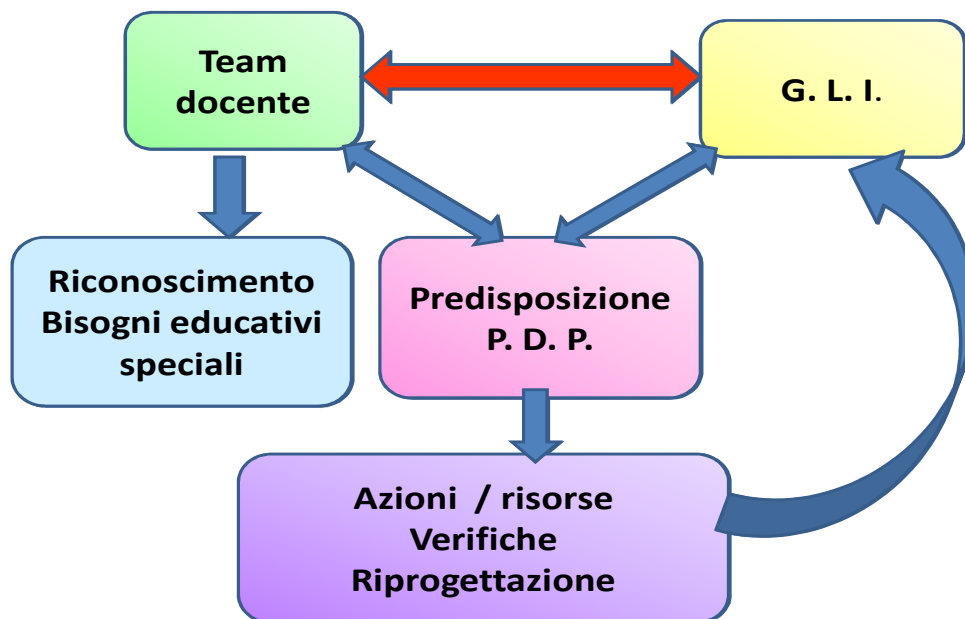 Team
docente
G. L. I.
Riconoscimento
Bisogni educativi
speciali
Predisposizione
P. D. P.
Azioni / risorse
Verifiche
Riprogettazione